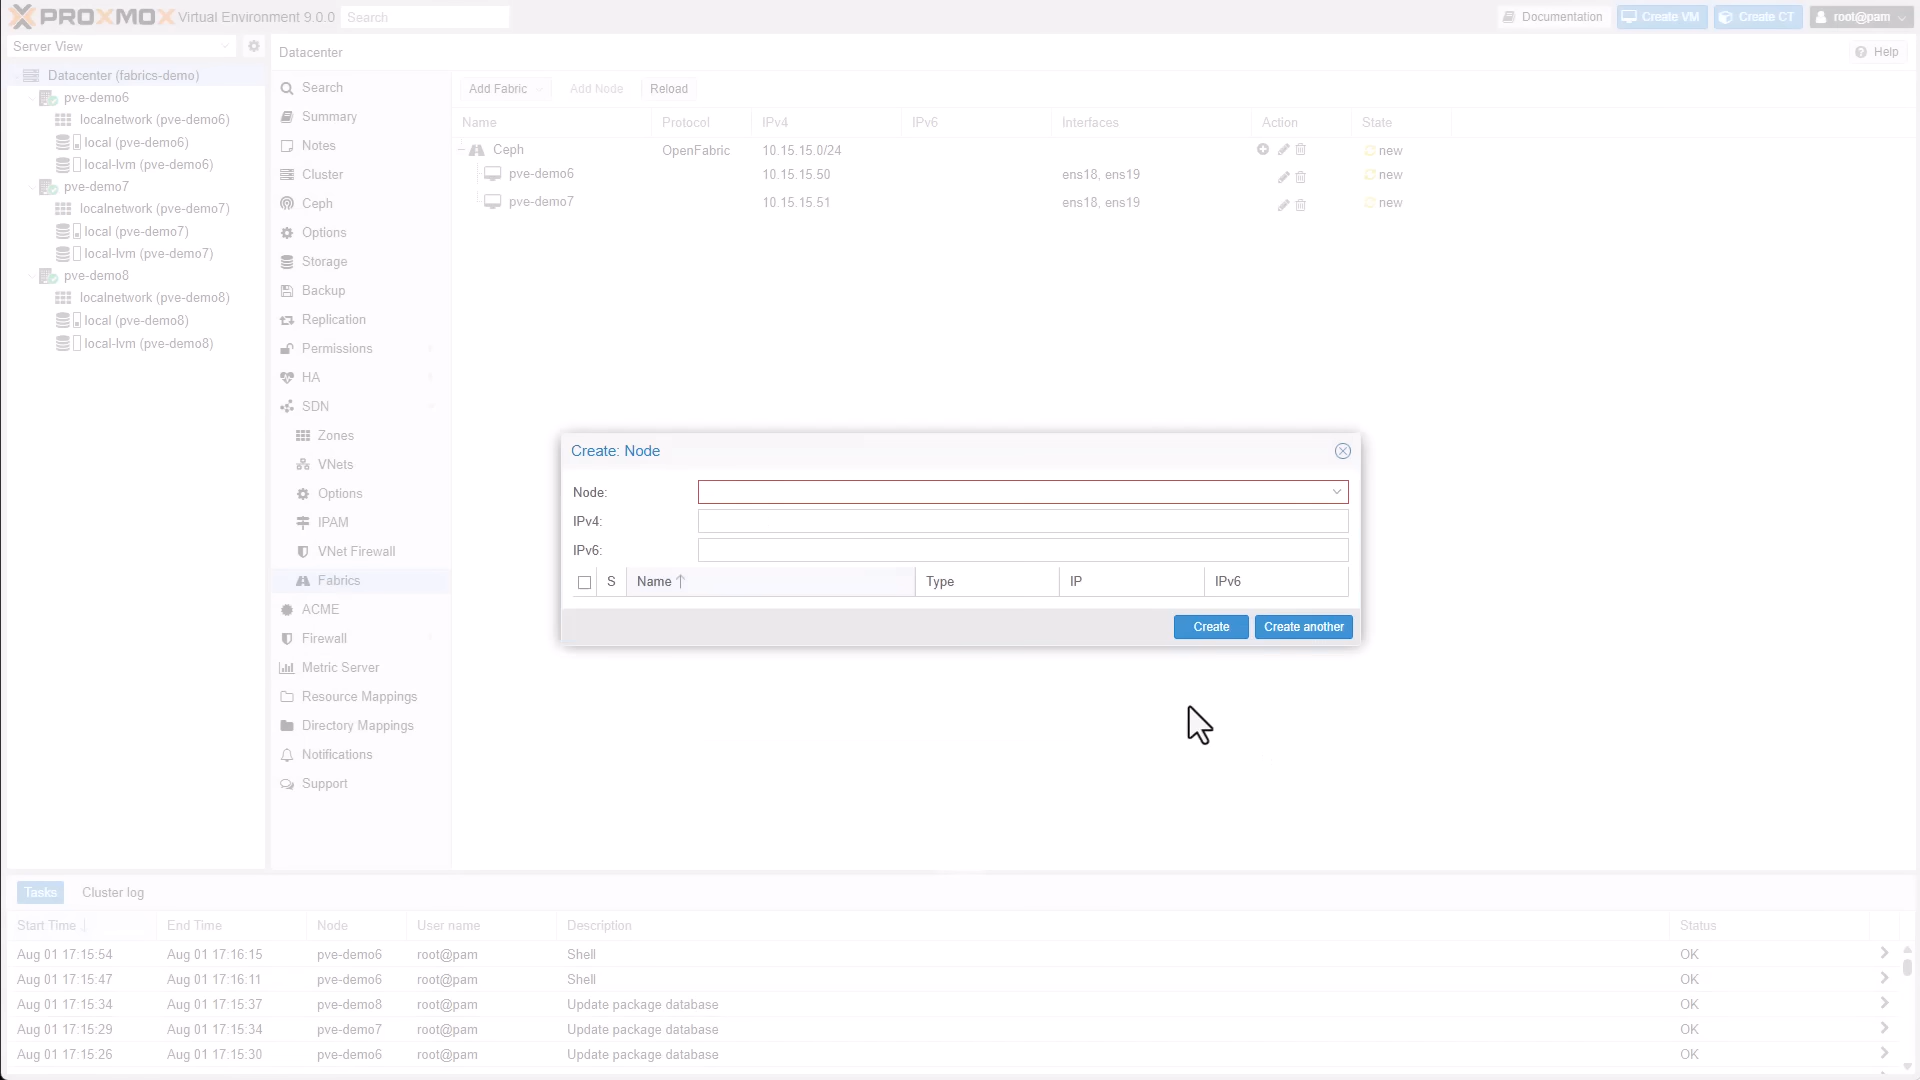 PROXMOX Virtual Environment 9.0.0 Search Documentation Create VM Create CT root@pam
Server View
Datacenter Help
Datacenter (fabrics-demo)
pve-demo6
localnetwork (pve-demo6)
local (pve-demo6)
local-lvm (pve-demo6)
pve-demo7
localnetwork (pve-demo7)
local (pve-demo7)
local-lvm (pve-demo7)
pve-demo8
localnetwork (pve-demo8)
local (pve-demo8)
local-lvm (pve-demo8)
Search
Summary
Notes
Cluster
Ceph
Options
Storage
Backup
Replication
Permissions
HA
SDN
Zones
VNets
Options
IPAM
VNet Firewall
Fabrics
ACME
Firewall
Metric Server
Resource Mappings
Directory Mappings
Notifications
Support
Add Fabric Add Node Reload
Name Protocol IPv4 IPv6 Interfaces Action State
Ceph OpenFabric 10.15.15.0/24 new
pve-demo6 10.15.15.50 ens18, ens19 new
pve-demo7 10.15.15.51 ens18, ens19 new
Create: Node
Node:
IPv4:
IPv6:
S Name Type IP IPv6
Create Create another
Tasks Cluster log
Start Time End Time Node User name Description Status
Aug 01 17:15:54 Aug 01 17:16:15 pve-demo6 root@pam Shell OK
Aug 01 17:15:47 Aug 01 17:16:11 pve-demo6 root@pam Shell OK
Aug 01 17:15:34 Aug 01 17:15:37 pve-demo8 root@pam Update package database OK
Aug 01 17:15:29 Aug 01 17:15:34 pve-demo7 root@pam Update package database OK
Aug 01 17:15:26 Aug 01 17:15:30 pve-demo6 root@pam Update package database OK